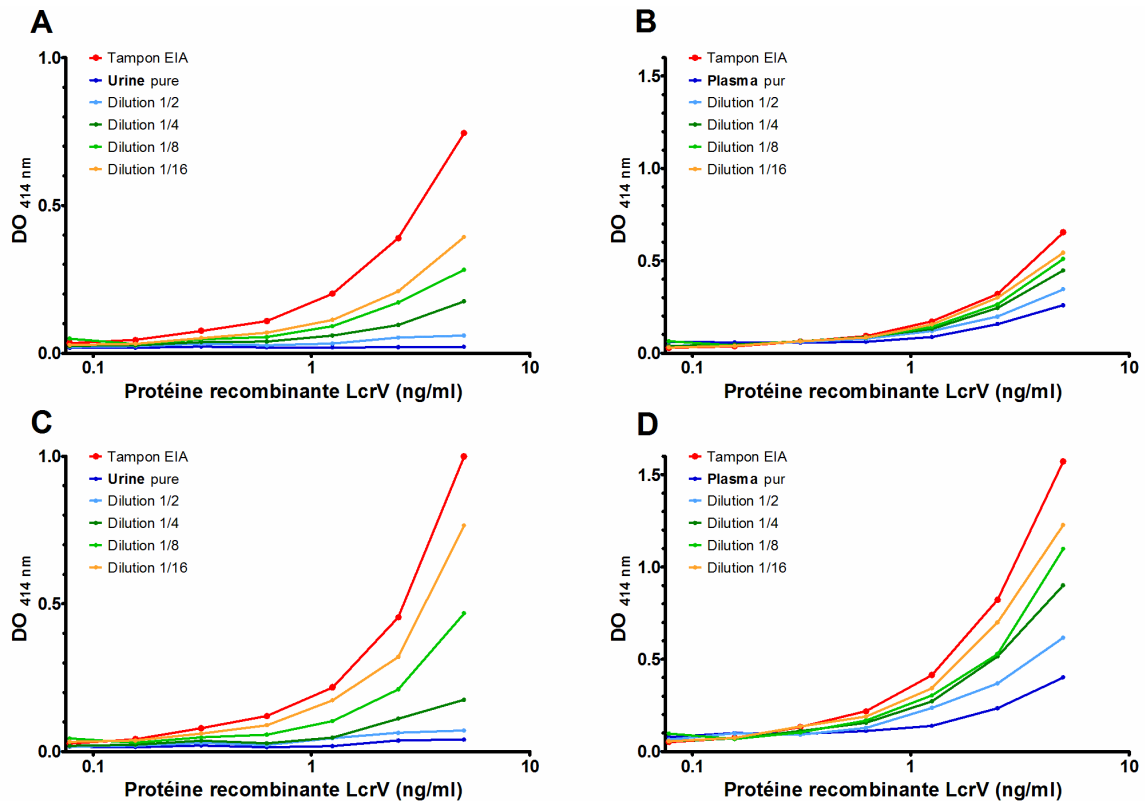 A
Tampon EIA
Urine pure
Dilution 1/2
Dilution 1/4
Dilution 1/8
Dilution 1/16
1.0
0.5
0.0
DO 414 nm
0.1
1
10
Protéine recombinante LcrV (ng/ml)
B
Tampon EIA
Plasma pur
Dilution 1/2
Dilution 1/4
Dilution 1/8
Dilution 1/16
1.5
1.0
0.5
0.0
DO 414 nm
0.1
1
10
Protéine recombinante LcrV (ng/ml)
C
Tampon EIA
Urine pure
Dilution 1/2
Dilution 1/4
Dilution 1/8
Dilution 1/16
1.0
0.5
0.0
DO 414 nm
0.1
1
10
Protéine recombinante LcrV (ng/ml)
D
Tampon EIA
Plasma pur
Dilution 1/2
Dilution 1/4
Dilution 1/8
Dilution 1/16
1.5
1.0
0.5
0.0
DO 414 nm
0.1
1
10
Protéine recombinante LcrV (ng/ml)